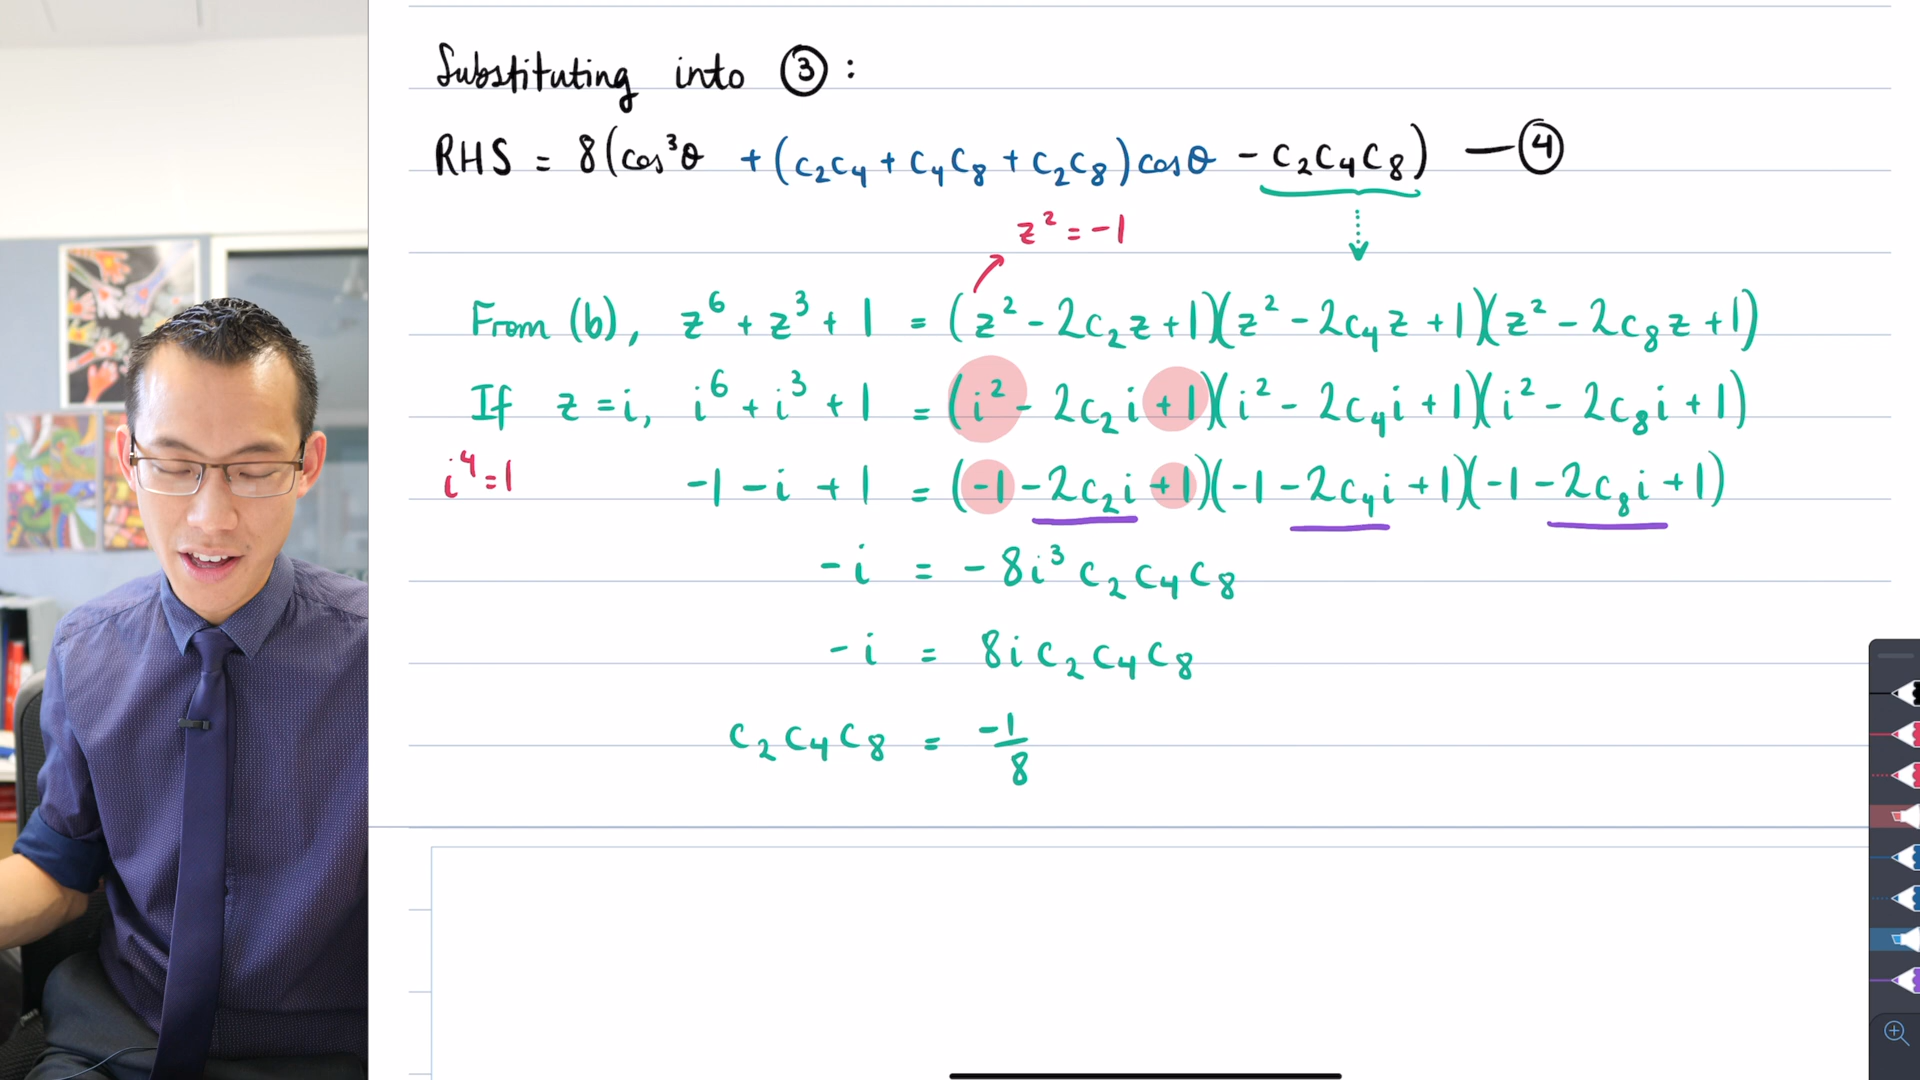 Substituting into ③ :
RHS = 8(cos³θ + (c₂c₄ + c₄c₈ + c₂c₈)cosθ - c₂c₄c₈) — ④
z² = -1
From (b), z⁶ + z³ + 1 = (z² - 2c₂z + 1)(z² - 2c₄z + 1)(z² - 2c₈z + 1)
If z = i, i⁶ + i³ + 1 = (i² - 2c₂i + 1)(i² - 2c₄i + 1)(i² - 2c₈i + 1)
i⁴ = 1 -1 - i + 1 = (-1 - 2c₂i + 1)(-1 - 2c₄i + 1)(-1 - 2c₈i + 1)
-i = -8i³c₂c₄c₈
-i = 8ic₂c₄c₈
c₂c₄c₈ = -1/8